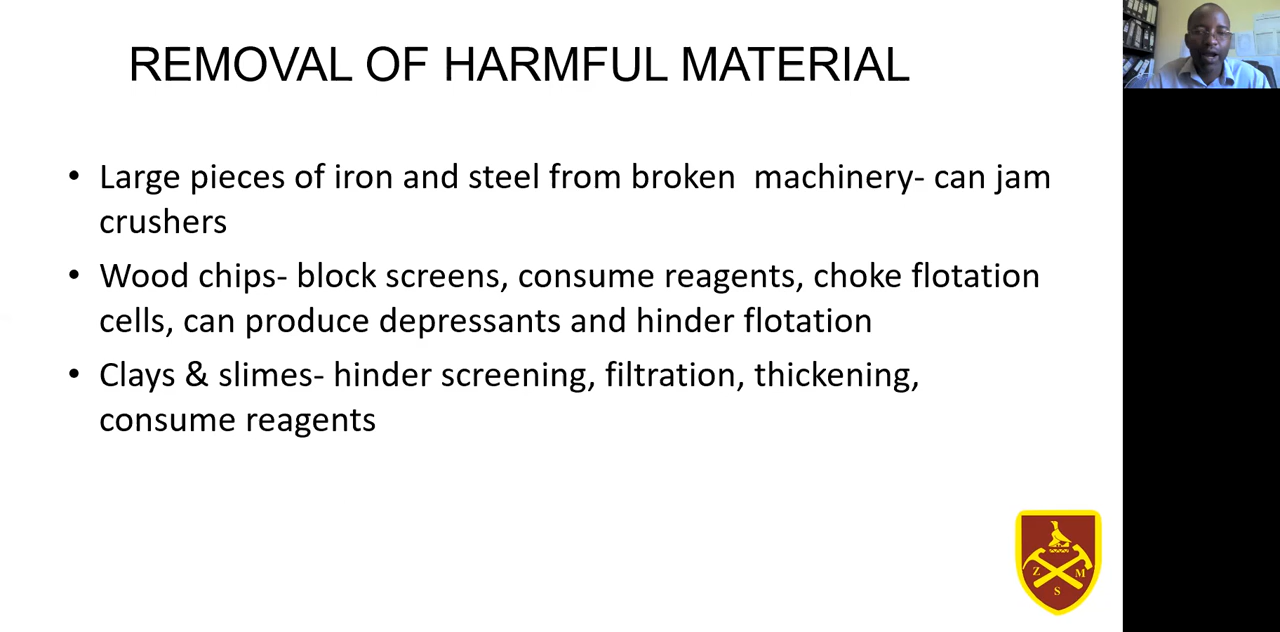 REMOVAL OF HARMFUL MATERIAL
• Large pieces of iron and steel from broken  machinery- can jam
crushers
• Wood chips- block screens, consume reagents, choke flotation
cells, can produce depressants and hinder flotation
• Clays & slimes- hinder screening, filtration, thickening,
consume reagents
Z M
S